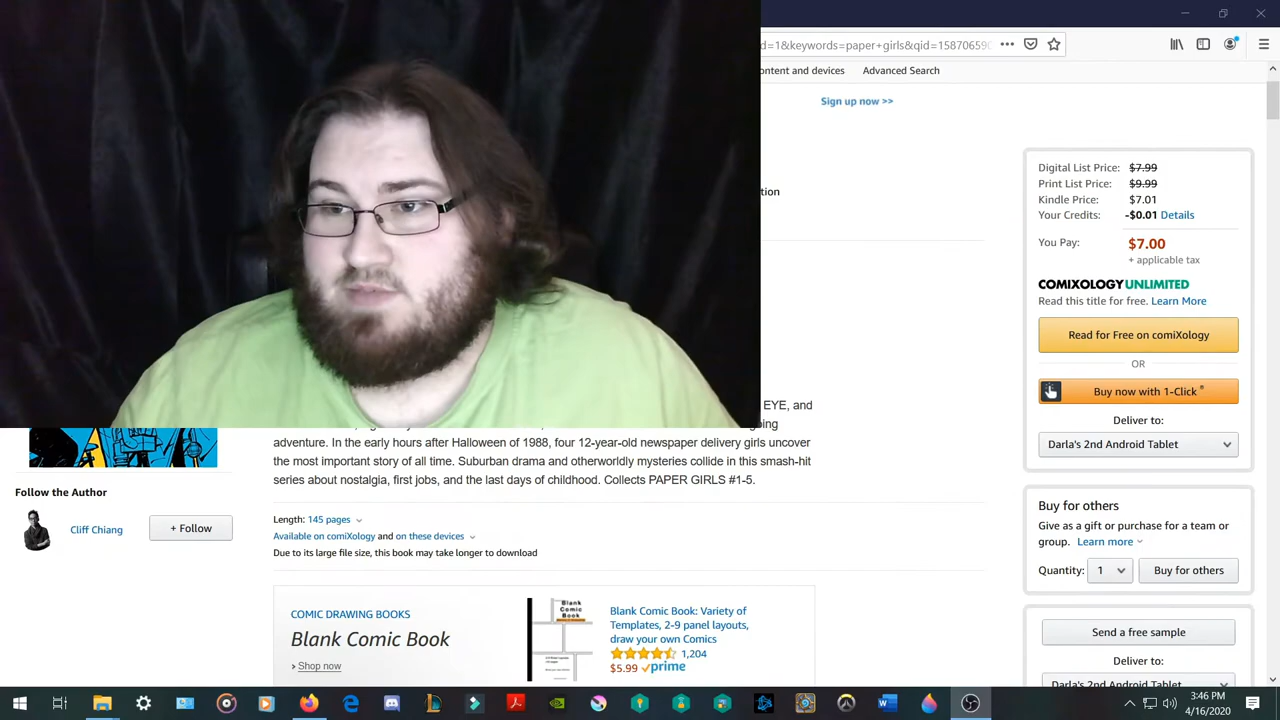 d=1&keywords=paper+girls&qid=158706590
ontent and devices
Advanced Search
Sign up now >>
tion
Digital List Price: $7.99
Print List Price: $9.99
Kindle Price: $7.01
Your Credits: -$0.01 Details
You Pay: $7.00
+ applicable tax
COMIXOLOGY UNLIMITED
Read this title for free. Learn More
Read for Free on comiXology
OR
Buy now with 1-Click®
Deliver to:
Darla's 2nd Android Tablet
EYE, and
going
adventure. In the early hours after Halloween of 1988, four 12-year-old newspaper delivery girls uncover
the most important story of all time. Suburban drama and otherworldly mysteries collide in this smash-hit
series about nostalgia, first jobs, and the last days of childhood. Collects PAPER GIRLS #1-5.
Follow the Author
Cliff Chiang
+ Follow
Length: 145 pages
Available on comiXology and on these devices
Due to its large file size, this book may take longer to download
Buy for others
Give as a gift or purchase for a team or
group. Learn more
Quantity: 1
Buy for others
COMIC DRAWING BOOKS
Blank Comic Book
Shop now
Blank
Comic
Book
Blank Comic Book: Variety of
Templates, 2-9 panel layouts,
draw your own Comics
1,204
$5.99 prime
Send a free sample
Deliver to:
Darla's 2nd Android Tablet
3:46 PM
4/16/2020